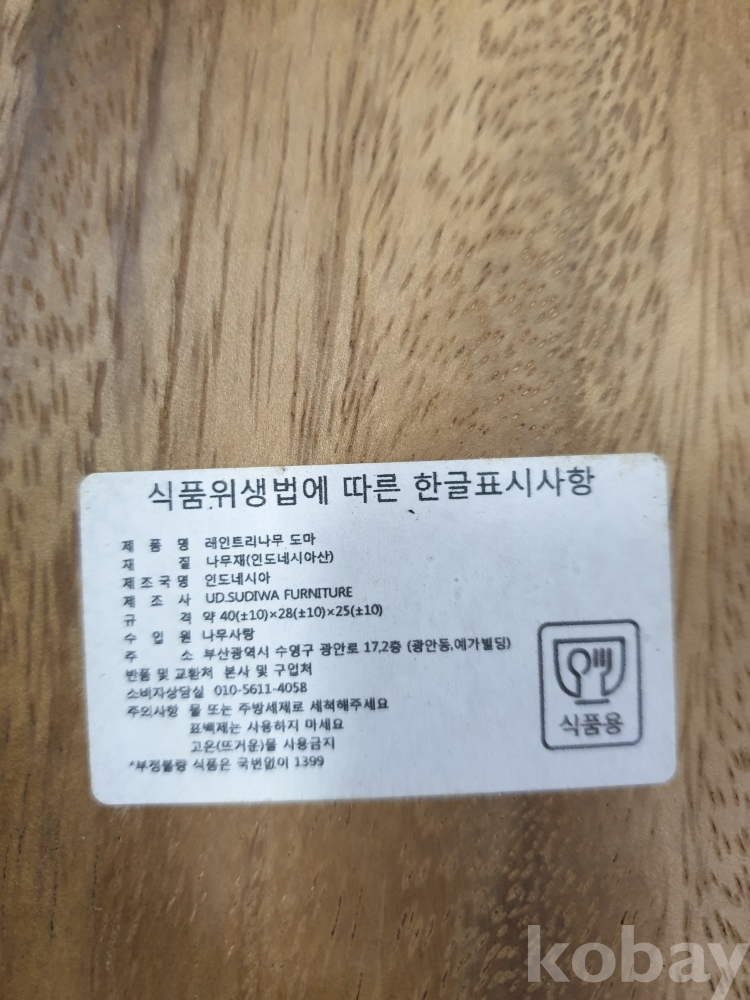 식품위생법에 따른 한글표시사항
제 품 명 레인트리나무 도마
재 질 나무재(인도네시아산)
제조국명 인도네시아
제 조 사 UD.SUDIWA FURNITURE
규 격 약 40(±10)×28(±10)×25(±10)
수 입 원 나무사랑
주 소 부산광역시 수영구 광안로 17,2층 (광안동,예가빌딩)
반품 및 교환처 본사 및 구입처
소비자상담실 010-5611-4058
주의사항 물 또는 주방세제로 세척해주세요
표백제는 사용하지 마세요
고온(뜨거운)물 사용금지
*부정불량 식품은 국번없이 1399
식품용
kobay